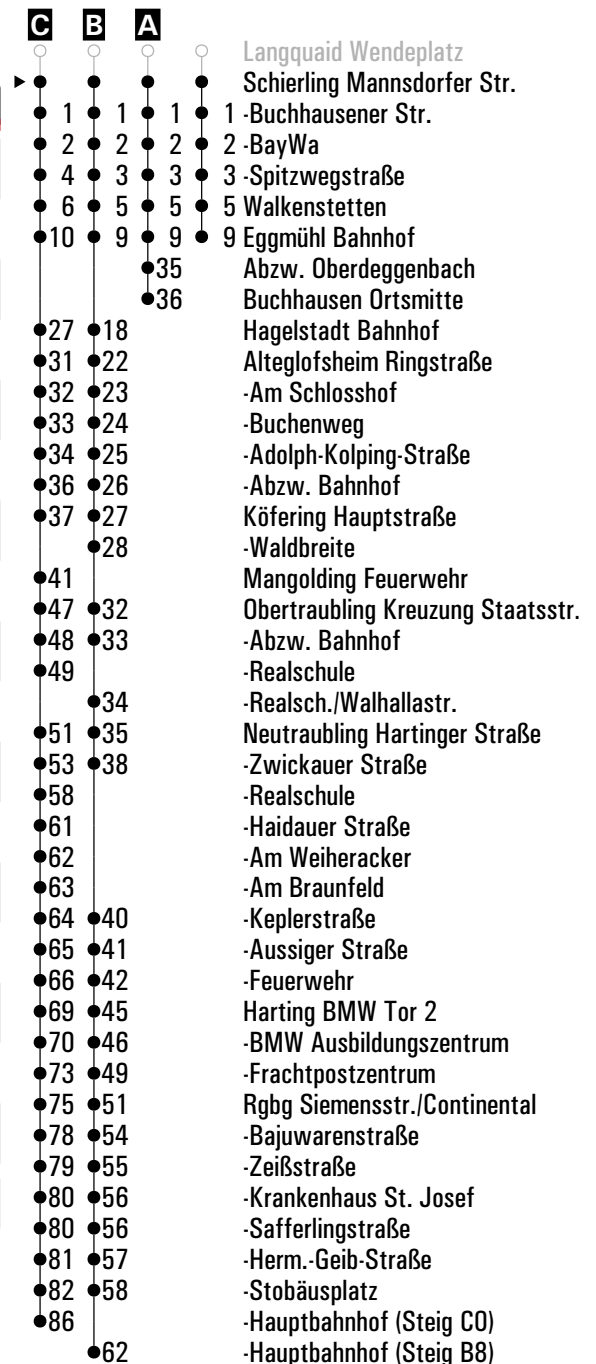 C B A
Langquaid Wendeplatz
Schierling Mannsdorfer Str.
1 1 1 1 -Buchhausener Str.
2 2 2 2 -BayWa
4 3 3 3 -Spitzwegstraße
6 5 5 5 Walkenstetten
10 9 9 9 Eggmühl Bahnhof
35 Abzw. Oberdeggenbach
36 Buchhausen Ortsmitte
27 18 Hagelstadt Bahnhof
31 22 Alteglofsheim Ringstraße
32 23 -Am Schlosshof
33 24 -Buchenweg
34 25 -Adolph-Kolping-Straße
36 26 -Abzw. Bahnhof
37 27 Köfering Hauptstraße
28 -Waldbreite
41 Mangolding Feuerwehr
47 32 Obertraubling Kreuzung Staatsstr.
48 33 -Abzw. Bahnhof
49 -Realschule
34 -Realsch./Walhallastr.
51 35 Neutraubling Hartinger Straße
53 38 -Zwickauer Straße
58 -Realschule
61 -Haidauer Straße
62 -Am Weiheracker
63 -Am Braunfeld
64 40 -Keplerstraße
65 41 -Aussiger Straße
66 42 -Feuerwehr
69 45 Harting BMW Tor 2
70 46 -BMW Ausbildungszentrum
73 49 -Frachtpostzentrum
75 51 Rgbg Siemensstr./Continental
78 54 -Bajuwarenstraße
79 55 -Zeißstraße
80 56 -Krankenhaus St. Josef
80 56 -Safferlingstraße
81 57 -Herm.-Geib-Straße
82 58 -Stobäusplatz
86 -Hauptbahnhof (Steig C0)
62 -Hauptbahnhof (Steig B8)